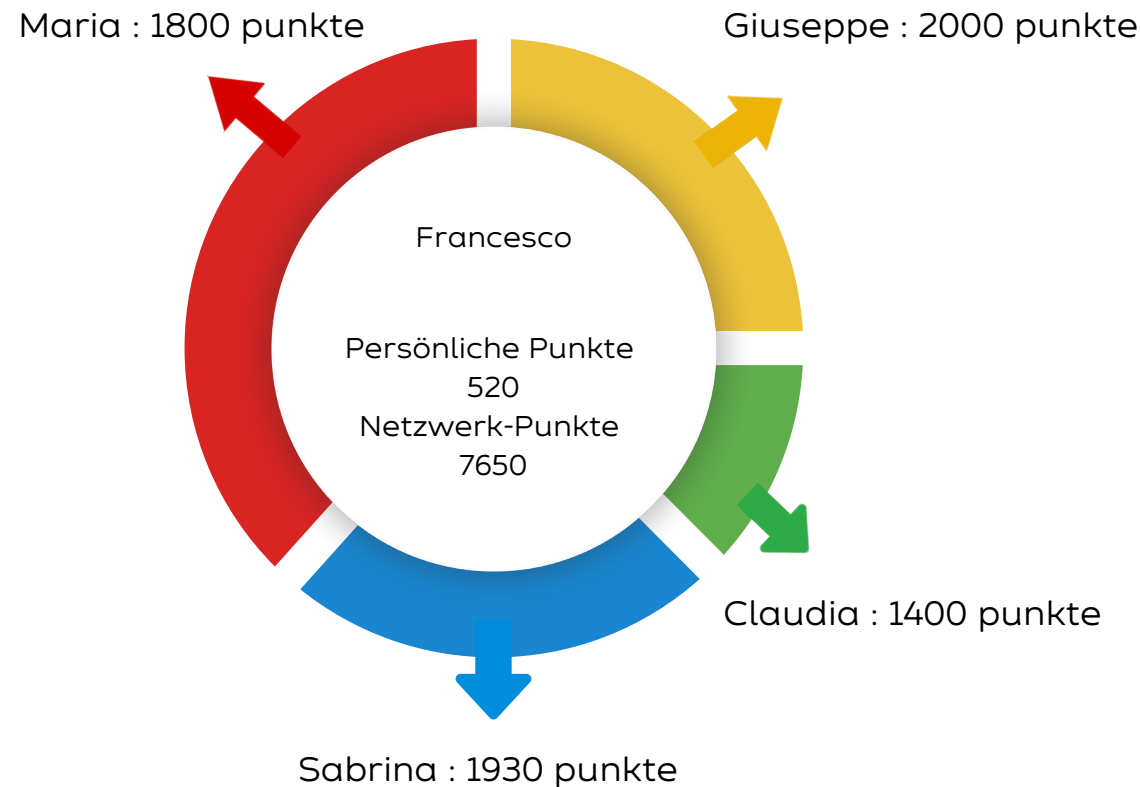 Maria : 1800 punkte
Giuseppe : 2000 punkte
Francesco
Persönliche Punkte
520
Netzwerk-Punkte
7650
Claudia : 1400 punkte
Sabrina : 1930 punkte